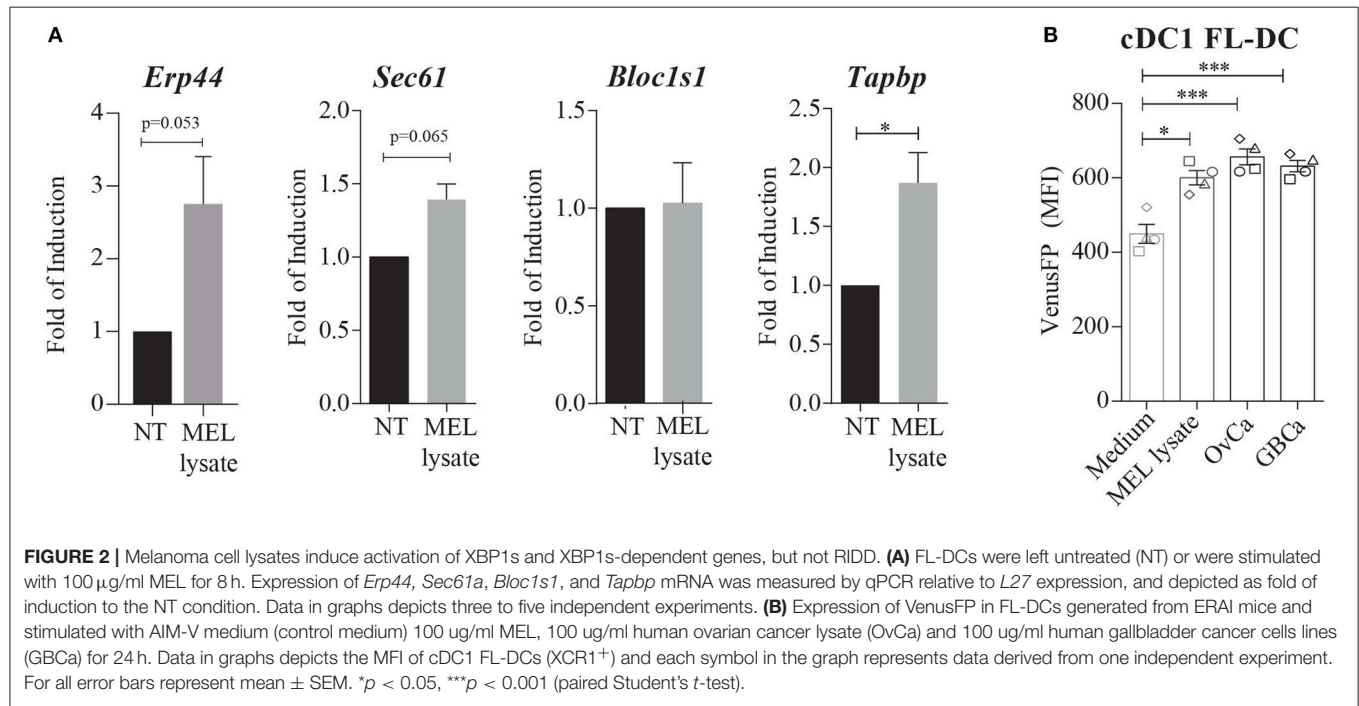 A
B
cDC1 FL-DC
Erp44
Sec61
Bloc1s1
Tapbp
Fold of Induction
4
3
2
1
0
p=0.053
NT
MEL
lysate
Fold of Induction
2.0
1.5
1.0
0.5
0.0
p=0.065
NT
MEL
lysate
Fold of Induction
1.5
1.0
0.5
0.0
NT
MEL
lysate
Fold of Induction
2.5
2.0
1.5
1.0
0.5
0.0
*
NT
MEL
lysate
VenusFP (MFI)
800
600
400
200
0
***
***
*
Medium
MEL lysate
OvCa
GBCa
FIGURE 2 | Melanoma cell lysates induce activation of XBP1s and XBP1s-dependent genes, but not RIDD. (A) FL-DCs were left untreated (NT) or were stimulated
with 100 μg/ml MEL for 8 h. Expression of Erp44, Sec61a, Bloc1s1, and Tapbp mRNA was measured by qPCR relative to L27 expression, and depicted as fold of
induction to the NT condition. Data in graphs depicts three to five independent experiments. (B) Expression of VenusFP in FL-DCs generated from ERAI mice and
stimulated with AIM-V medium (control medium) 100 ug/ml MEL, 100 ug/ml human ovarian cancer lysate (OvCa) and 100 ug/ml human gallbladder cancer cells lines
(GBCa) for 24 h. Data in graphs depicts the MFI of cDC1 FL-DCs (XCR1+) and each symbol in the graph represents data derived from one independent experiment.
For all error bars represent mean ± SEM. *p < 0.05, ***p < 0.001 (paired Student's t-test).